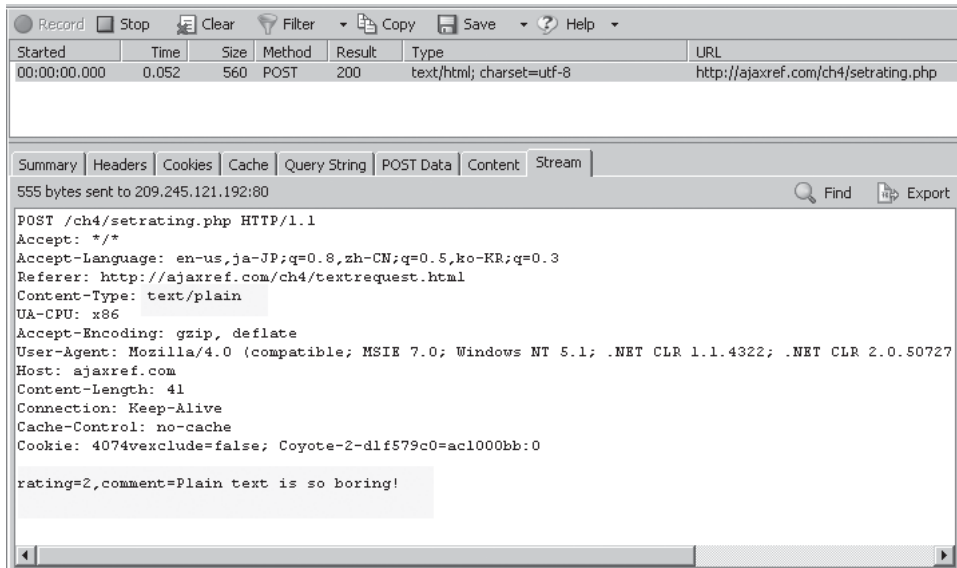 Record Stop Clear Filter Copy Save Help
Started Time Size Method Result Type URL
00:00:00.000 0.052 560 POST 200 text/html; charset=utf-8 http://ajaxref.com/ch4/setrating.php
Summary Headers Cookies Cache Query String POST Data Content Stream
555 bytes sent to 209.245.121.192:80 Find Export
POST /ch4/setrating.php HTTP/1.1
Accept: */*
Accept-Language: en-us,ja-JP;q=0.8,zh-CN;q=0.5,ko-KR;q=0.3
Referer: http://ajaxref.com/ch4/textrequest.html
Content-Type: text/plain
UA-CPU: x86
Accept-Encoding: gzip, deflate
User-Agent: Mozilla/4.0 (compatible; MSIE 7.0; Windows NT 5.1; .NET CLR 1.1.4322; .NET CLR 2.0.50727
Host: ajaxref.com
Content-Length: 41
Connection: Keep-Alive
Cache-Control: no-cache
Cookie: 4074vexclude=false; Coyote-2-d1f579c0=ac1000bb:0
rating=2,comment=Plain text is so boring!